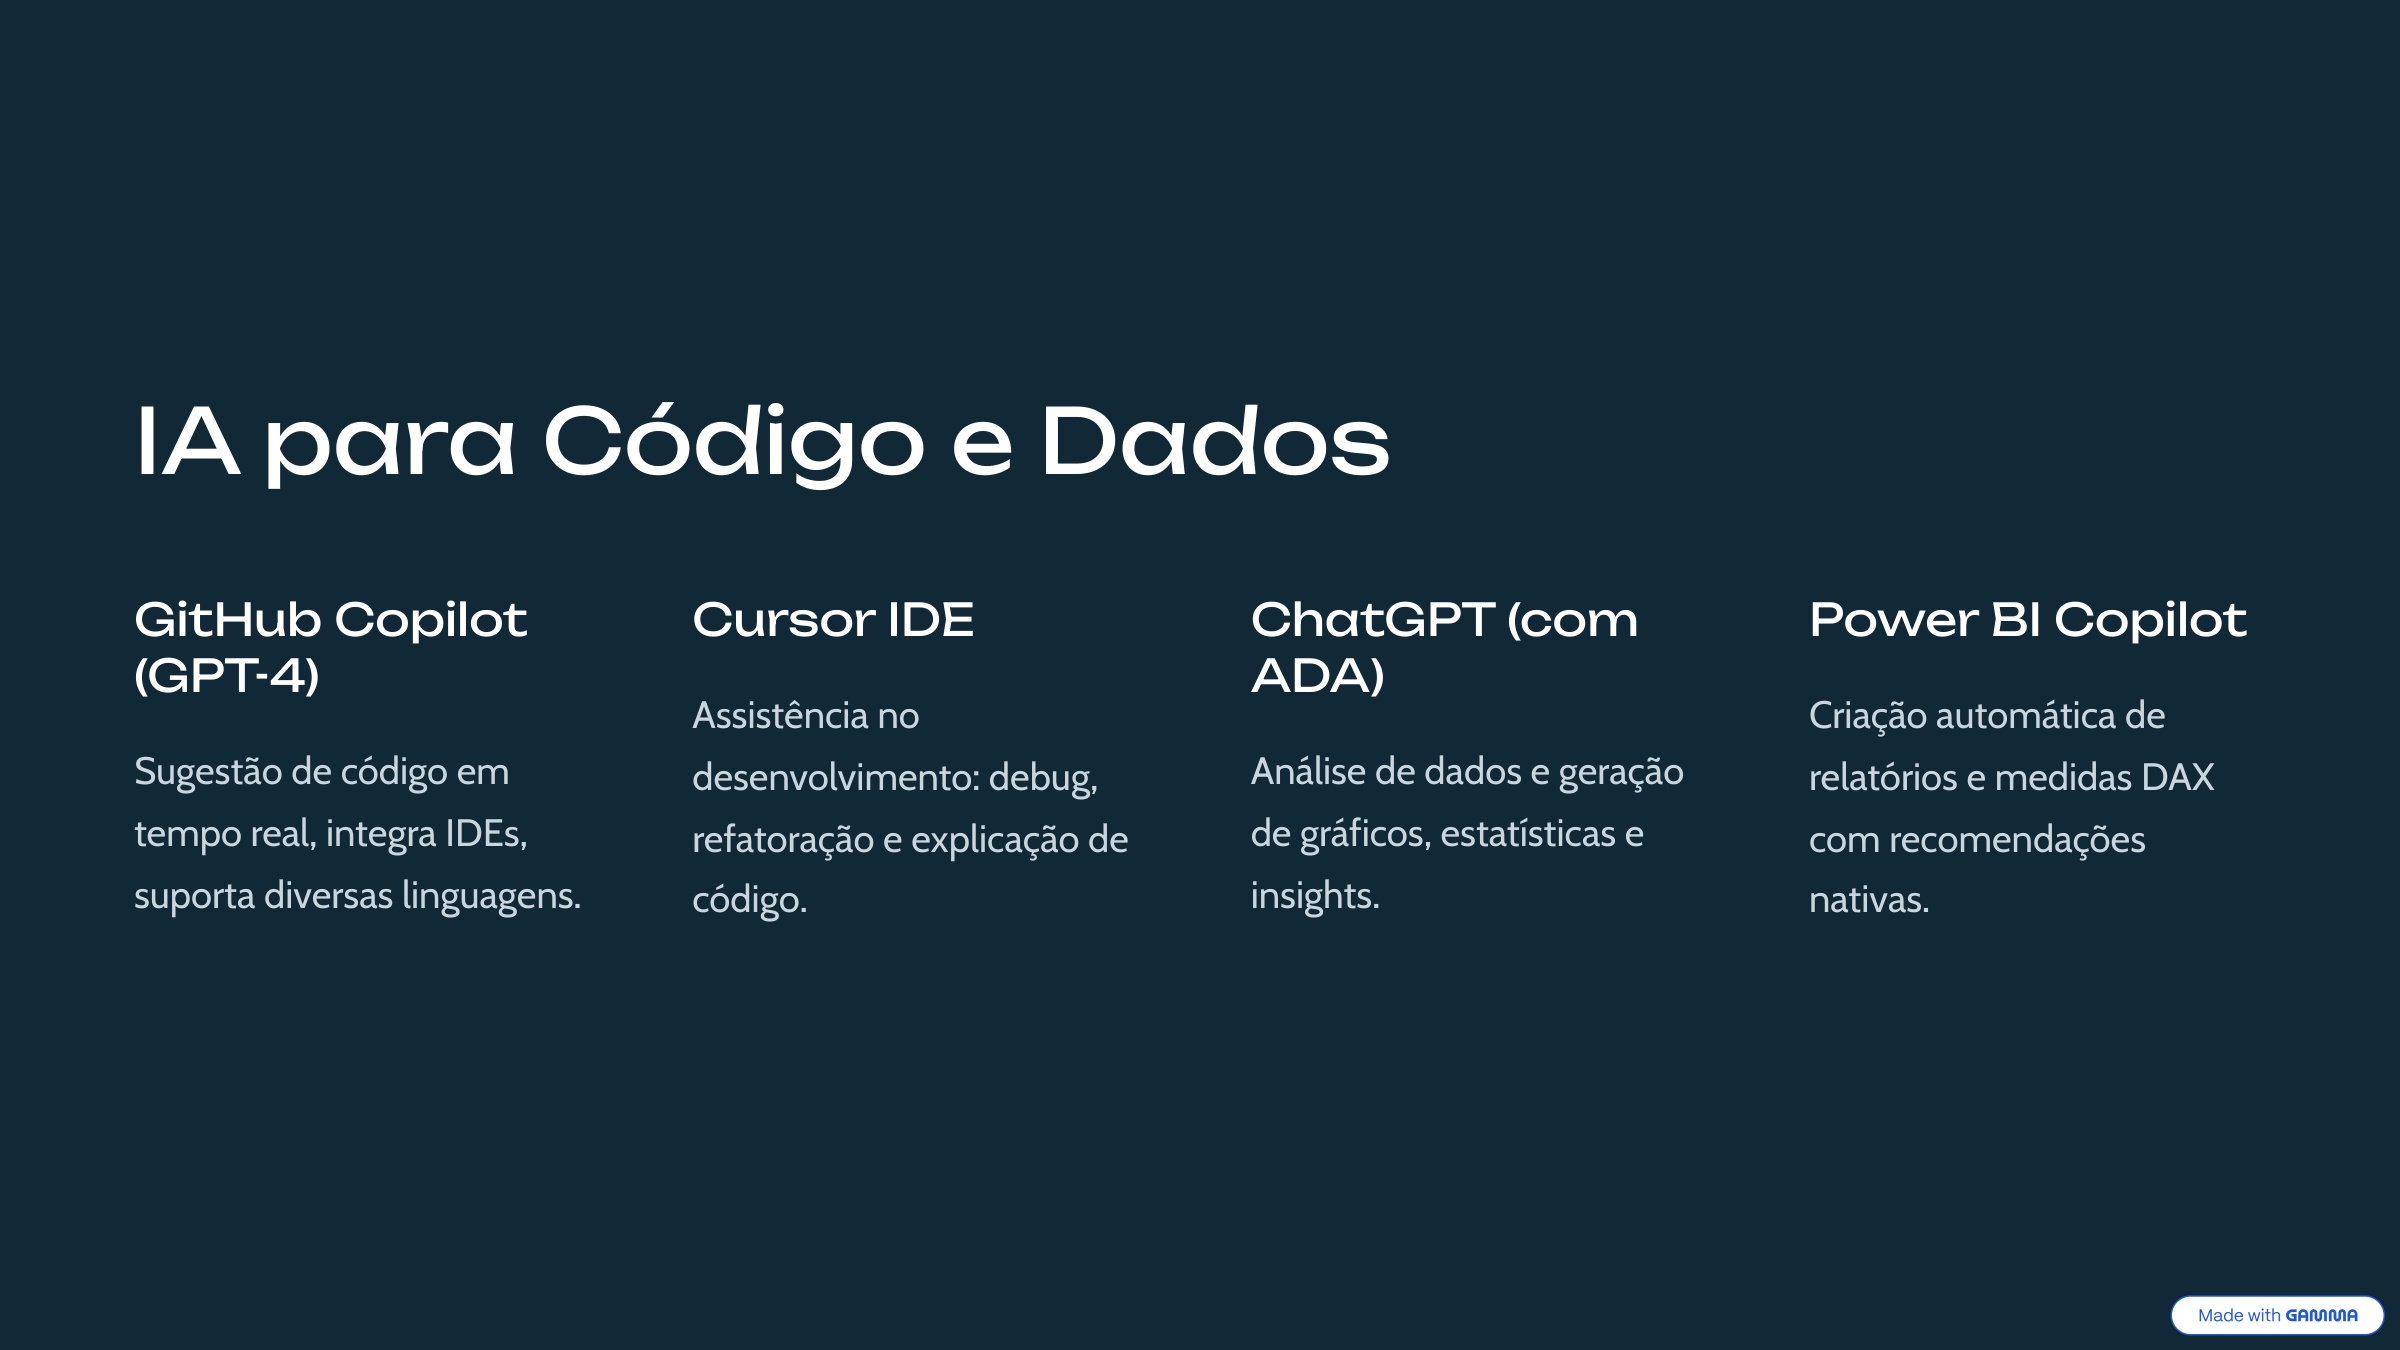 IA para Código e Dados
GitHub Copilot
(GPT-4)
Sugestão de código em
tempo real, integra IDEs,
suporta diversas linguagens.
Cursor IDE
Assistência no
desenvolvimento: debug,
refatoração e explicação de
código.
ChatGPT (com
ADA)
Análise de dados e geração
de gráficos, estatísticas e
insights.
Power BI Copilot
Criação automática de
relatórios e medidas DAX
com recomendações
nativas.
Made with GAMMA